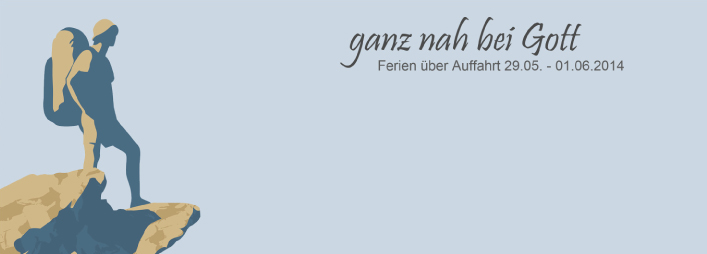 ganz nah bei Gott
Ferien über Auffahrt 29.05. - 01.06.2014